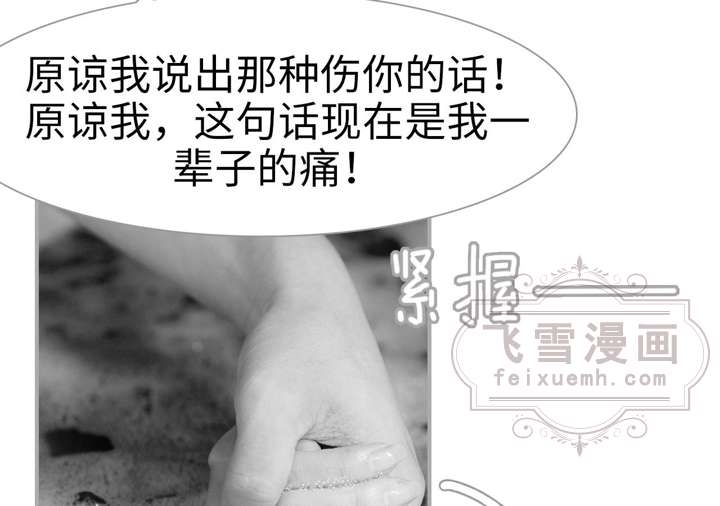 原谅我说出那种伤你的话！
原谅我，这句话现在是我一
辈子的痛！
紧握——
飞雪漫画
feixuemh.com